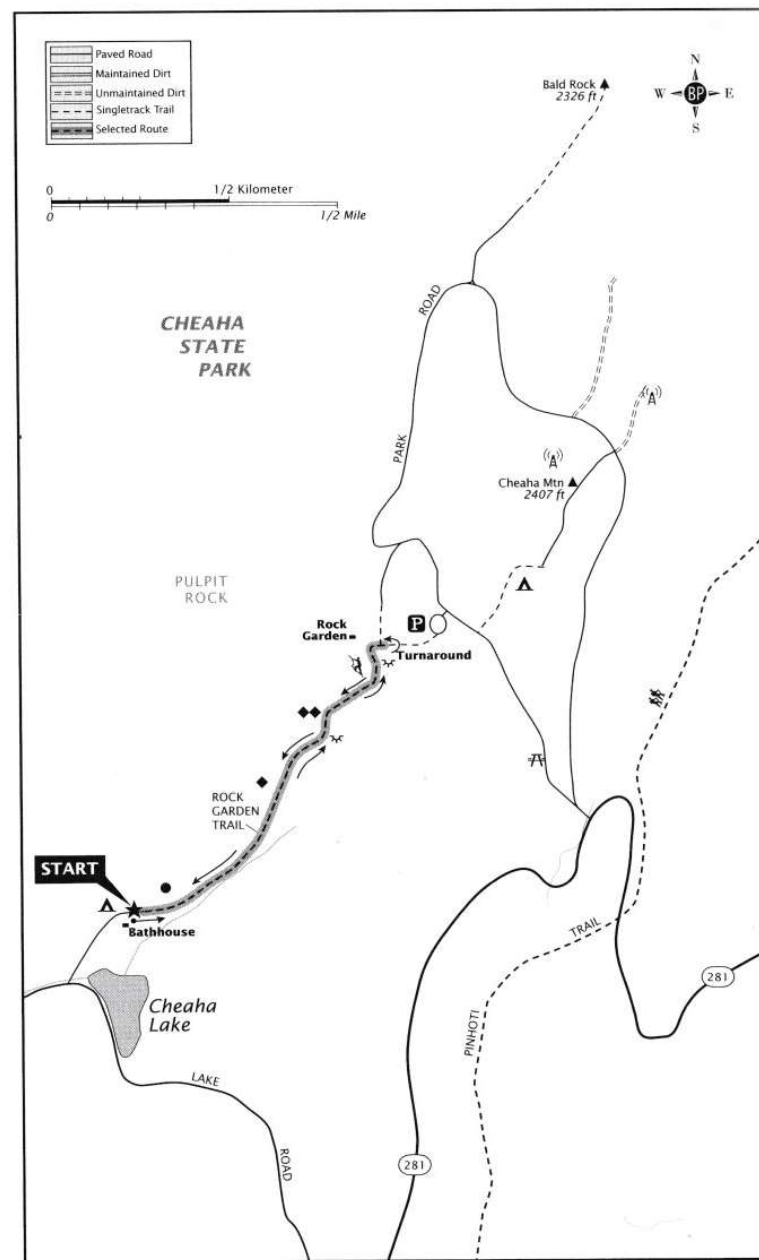 Paved Road
Maintained Dirt
Unmaintained Dirt
Singletrack Trail
Selected Route
0
1/2 Kilometer
0
1/2 Mile
Bald Rock
2326 ft
N
W
BP
E
S
CHEAHA
STATE
PARK
ROAD
PARK
Cheaha Mtn
2407 ft
PULPIT
ROCK
Rock
Garden
P
Turnaround
ROCK
GARDEN
TRAIL
START
Bathhouse
Cheaha
Lake
LAKE
ROAD
TRAIL
PINHOTI
281
281